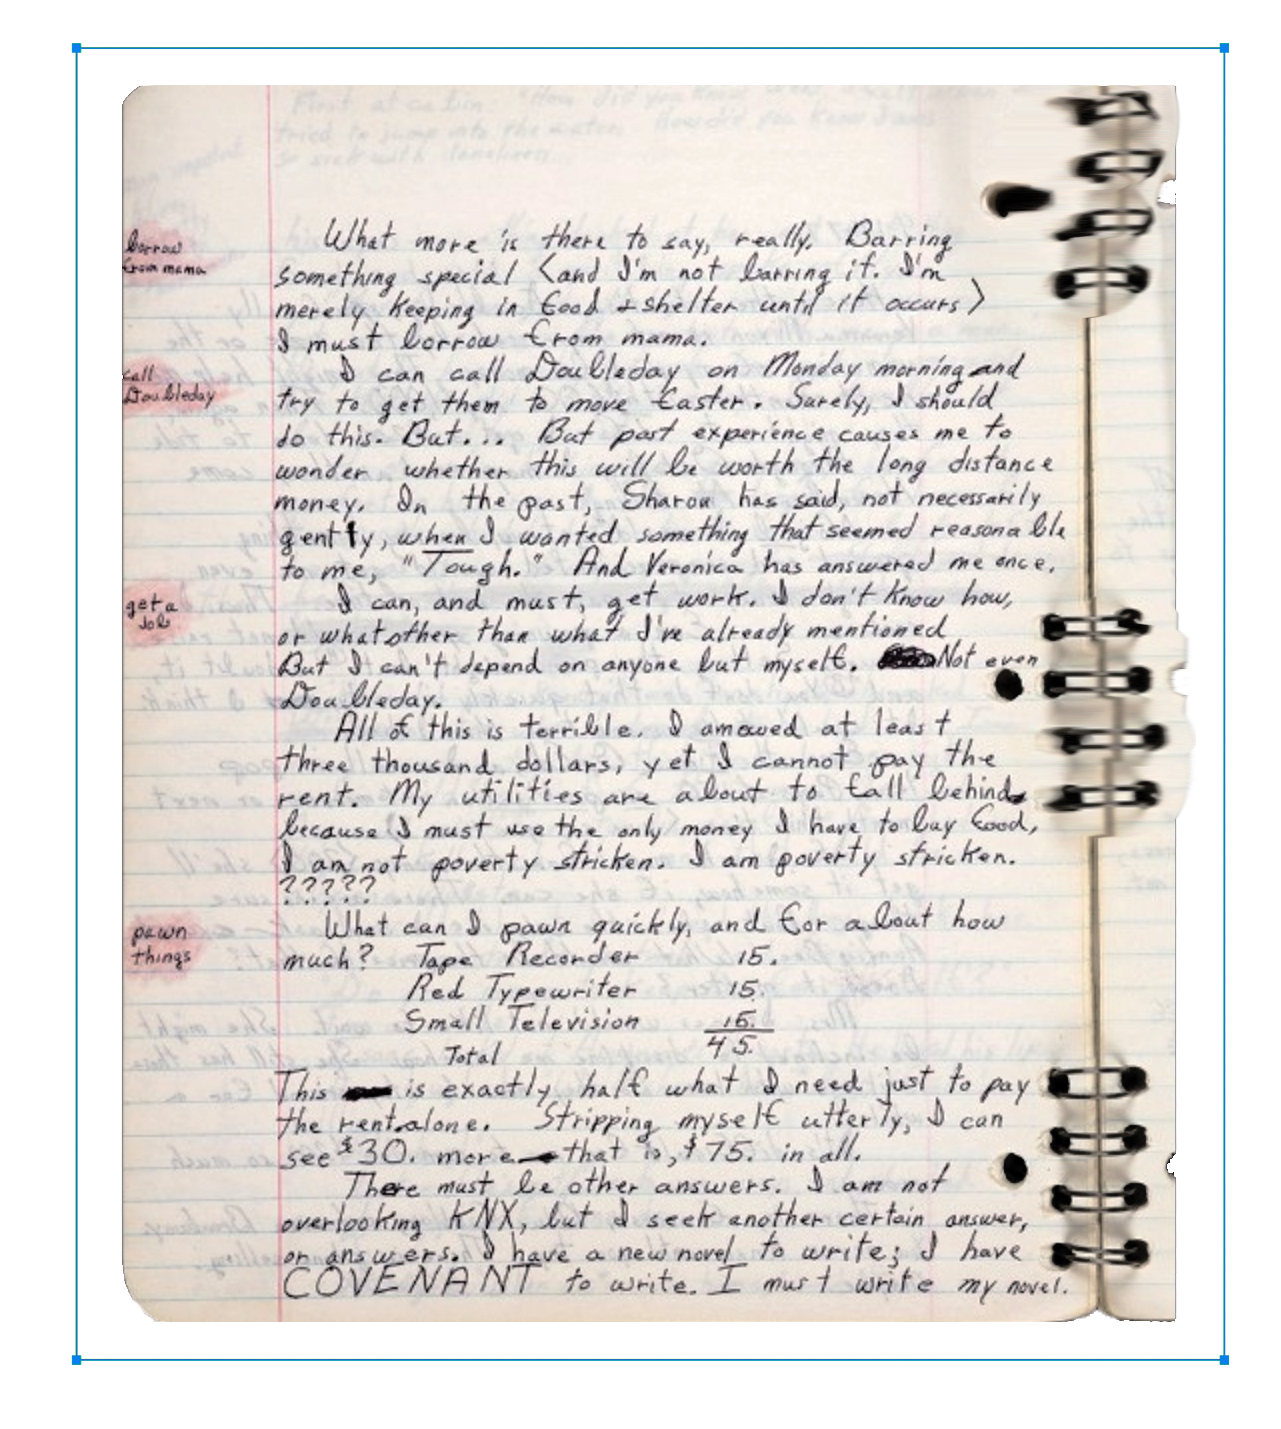 What more is there to say, really. Barring
borrow
from mama
something special (and I'm not barring it. I'm
merely keeping in food + shelter until it occurs)
I must borrow from mama.
call
Doubleday
I can call Doubleday on Monday morning and
try to get them to move faster. Surely, I should
do this. But... But past experience causes me to
wonder whether this will be worth the long distance
money. In the past, Sharon has said, not necessarily
gently, when I wanted something that seemed reasonable
to me, "Tough." And Veronica has answered me once.
get a
job
I can, and must, get work. I don't know how,
or what other than what I've already mentioned
But I can't depend on anyone but myself. Not even
Doubleday.
All of this is terrible. I am owed at least
three thousand dollars, yet I cannot pay the
rent. My utilities are about to fall behind
because I must use the only money I have to buy food,
I am not poverty stricken. I am poverty stricken.
?????
pawn
things
What can I pawn quickly, and for about how
much? Tape Recorder 15.
Red Typewriter 15.
Small Television 15.
Total 45.
This is exactly half what I need just to pay
the rent alone. Stripping myself utterly, I can
see $30. more that is, $75. in all.
There must be other answers. I am not
overlooking KNX, but I seek another certain answer,
or answers. I have a new novel to write; I have
COVENANT to write. I must write my novel.